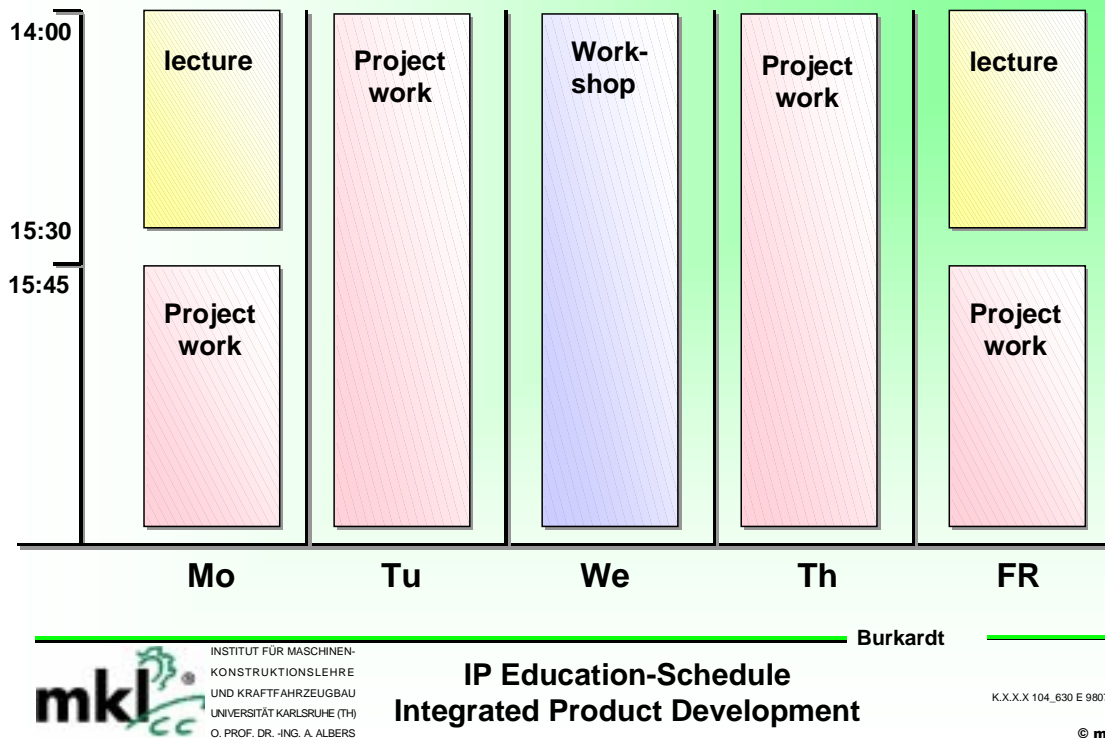 14:00
lecture
Project
work
Work-
shop
Project
work
lecture
15:30
15:45
Project
work
Project
work
Mo Tu We Th FR
Burkardt
mkl®
INSTITUT FÜR MASCHINEN-
KONSTRUKTIONSLEHRE
UND KRAFTFAHRZEUGBAU
UNIVERSITÄT KARLSRUHE (TH)
O. PROF. DR. -ING. A. ALBERS
IP Education-Schedule
Integrated Product Development
K.X.X.X 104_630 E 9807
© m